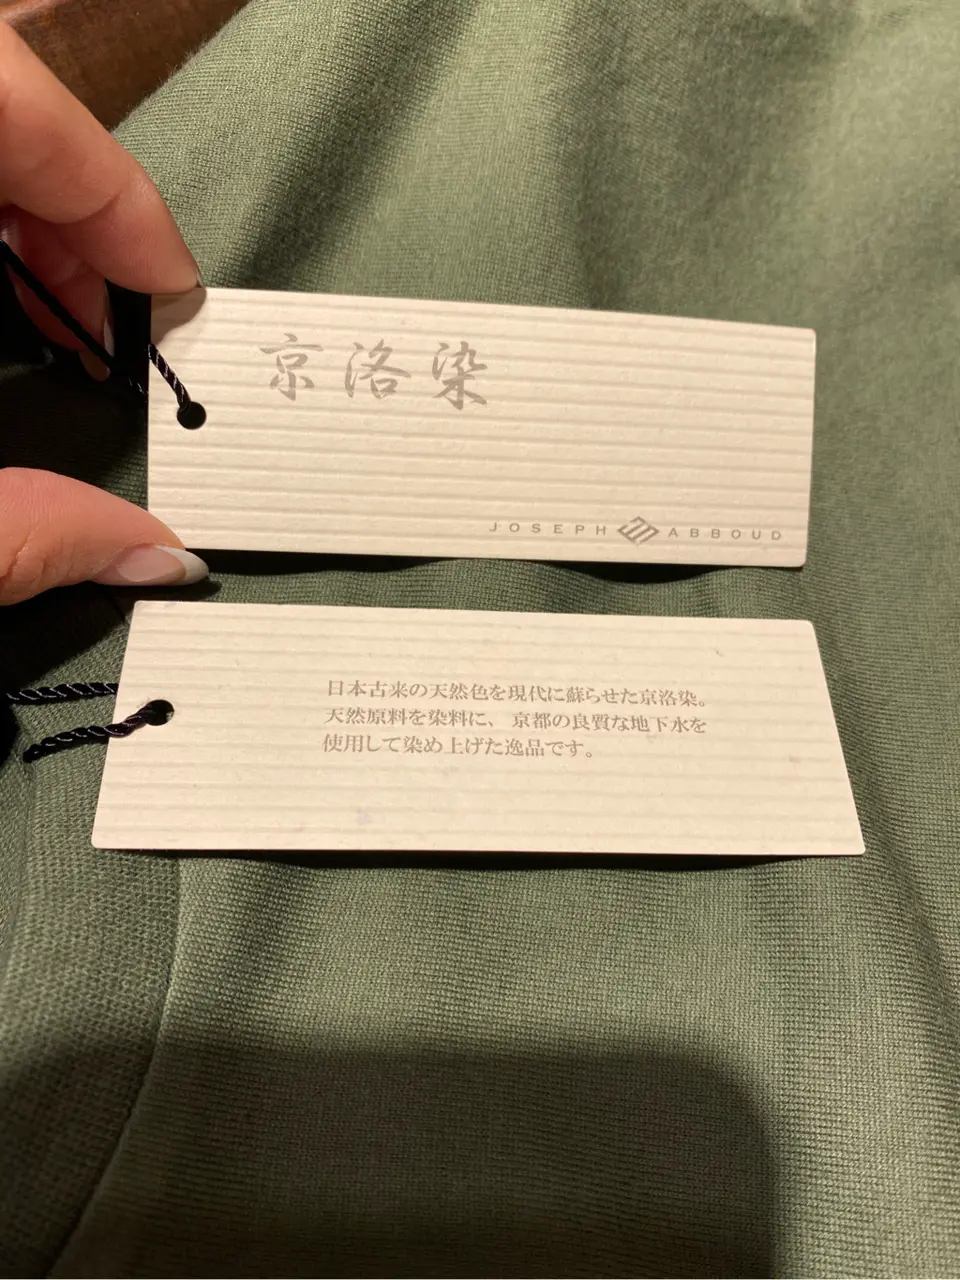 京洛染
JOSEPH ABBOUD
日本古来の天然色を現代に蘇らせた京洛染。
天然原料を染料に、京都の良質な地下水を
使用して染め上げた逸品です。